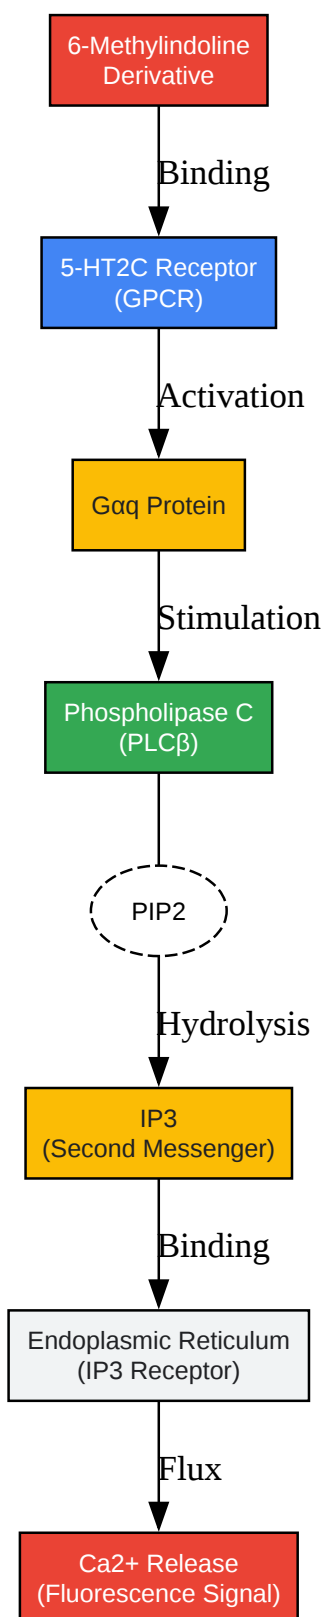 6-Methylindoline
Derivative
Binding
5-HT2C Receptor
(GPCR)
Activation
Gαq Protein
Stimulation
Phospholipase C
(PLCβ)
PIP2
Hydrolysis
IP3
(Second Messenger)
Binding
Endoplasmic Reticulum
(IP3 Receptor)
Flux
Ca2+ Release
(Fluorescence Signal)